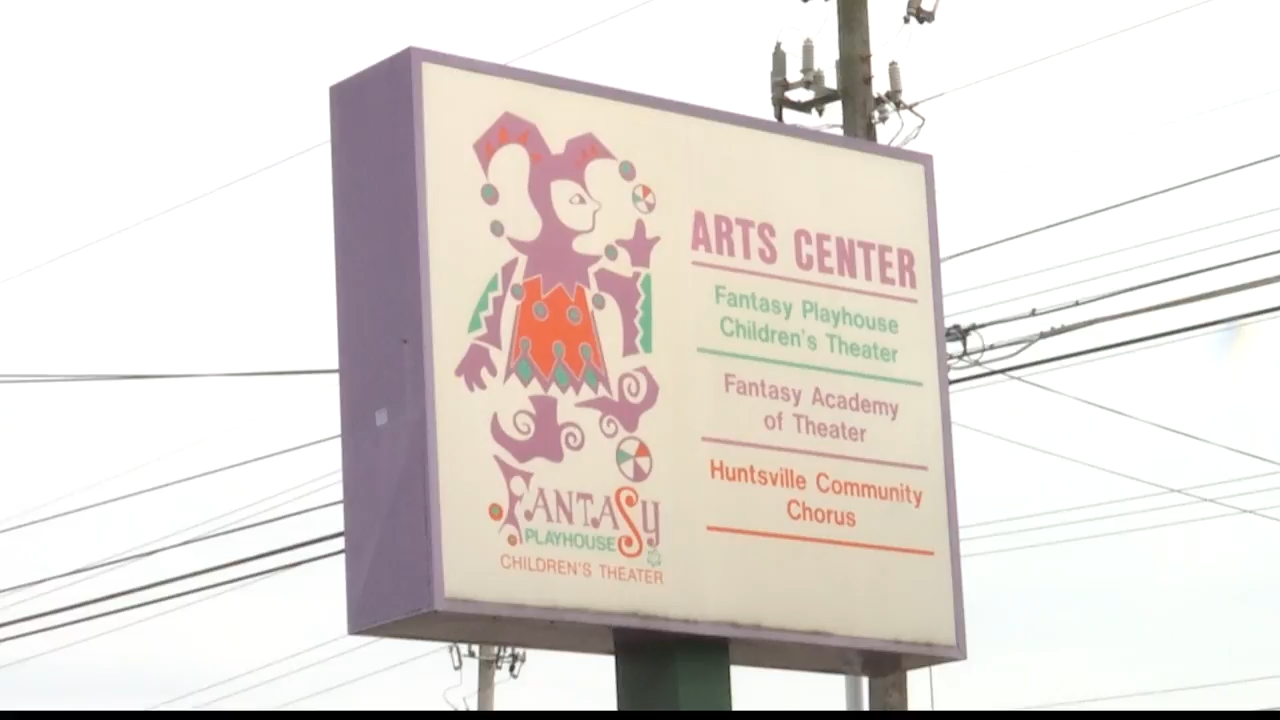 ARTS CENTER
Fantasy Playhouse
Children's Theater
Fantasy Academy
of Theater
Huntsville Community
Chorus
FANTASY
PLAYHOUSE
CHILDREN'S THEATER